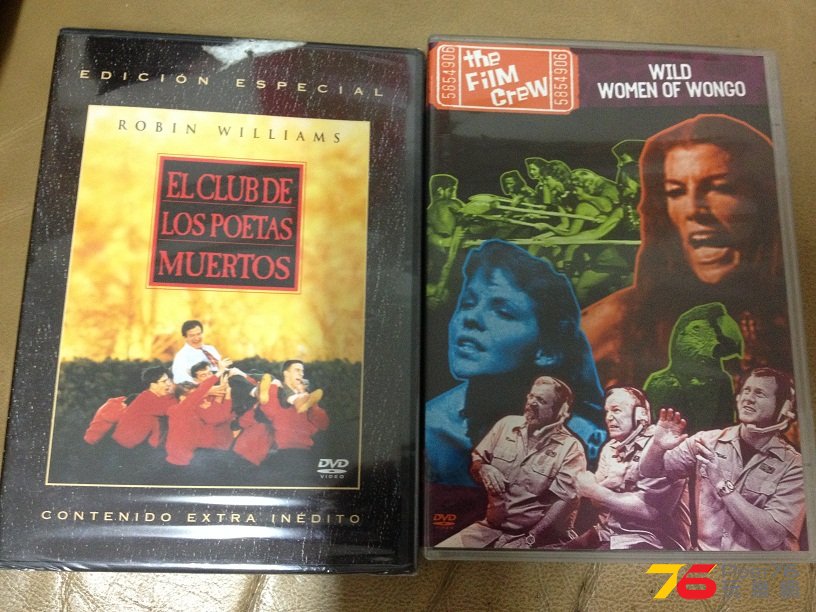 EDICIÓN ESPECIAL
ROBIN WILLIAMS
EL CLUB DE
LOS POETAS
MUERTOS
DVD
VIDEO
CONTENIDO EXTRA INÉDITO
5854906
the
FiLM
Crew
5854906
WILD
WOMEN OF WONGO
DVD
76